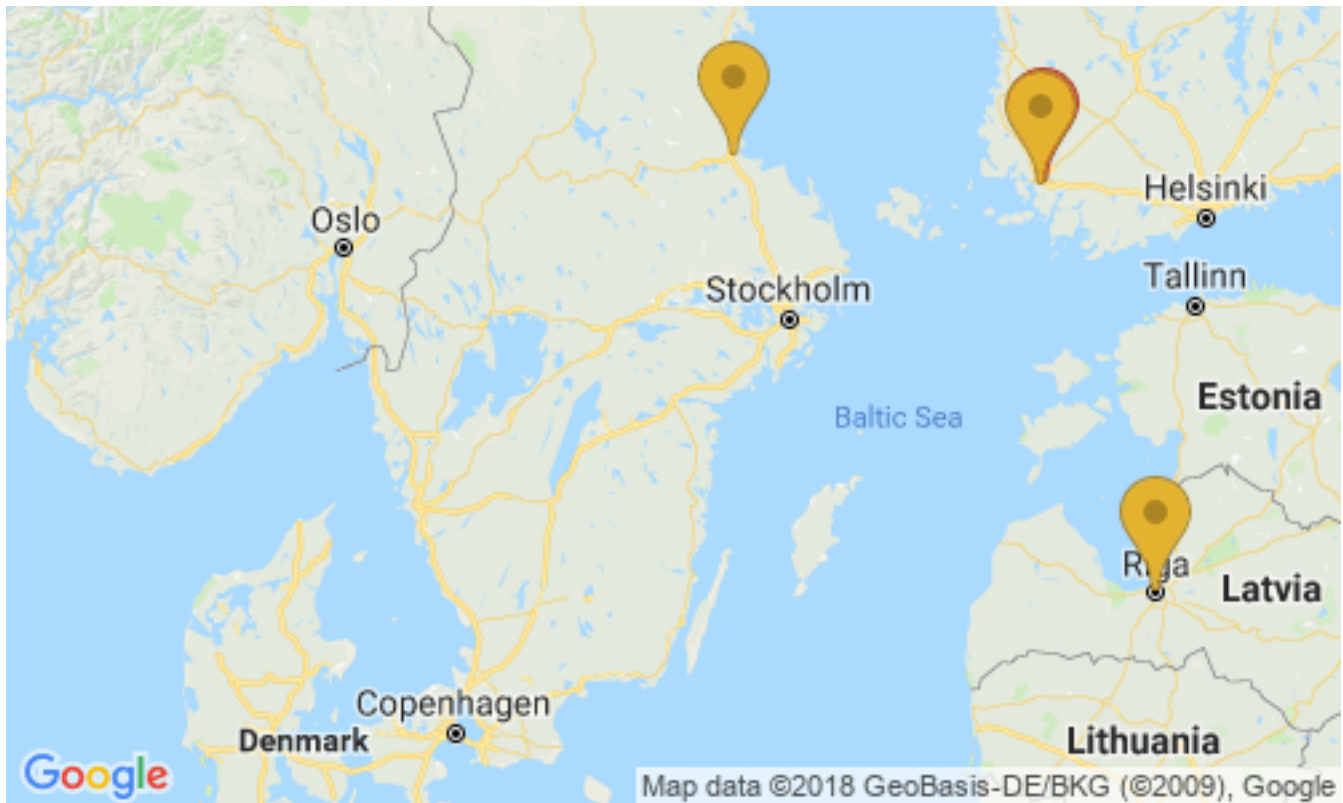 Oslo
Helsinki
Stockholm
Tallinn
Estonia
Baltic Sea
Riga
Latvia
Copenhagen
Denmark
Lithuania
Google
Map data ©2018 GeoBasis-DE/BKG (©2009), Google